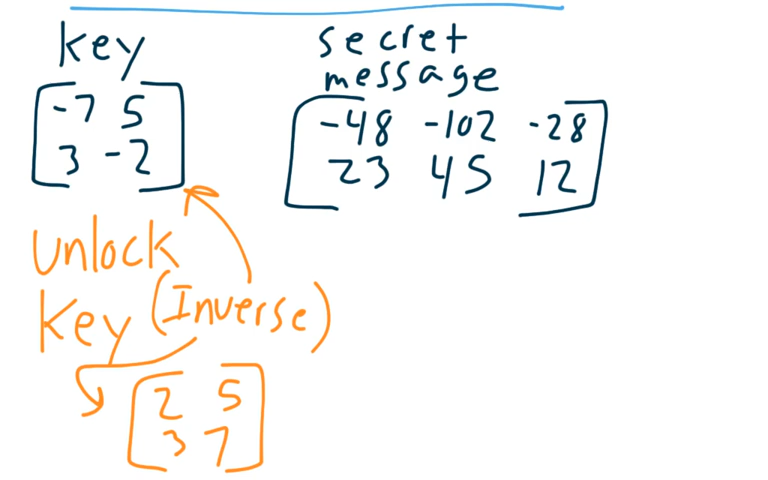 key
secret
message
-7 5
3 -2
-48 -102 -28
23 45 12
Unlock
Key (Inverse)
2 5
3 7